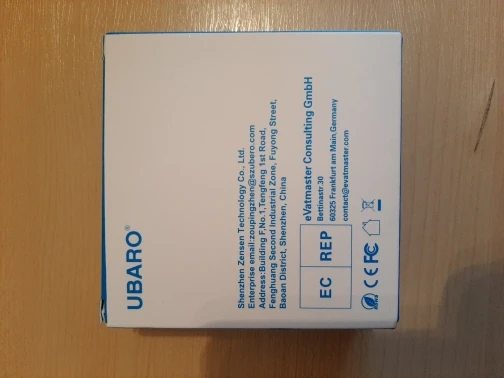 UBARO®
Shenzhen Zensen Technology Co., Ltd.
Enterprise email:zoupingzhen@szubero.com
Address:Building F,No.1,Tengfeng 1st Road,
Fenghuang Second Industrial Zone, Fuyong Street,
Baoan District, Shenzhen, China
EC REP
eVatmaster Consulting GmbH
Bettinastr.30
60325 Frankfurt am Main,Germany
contact@evatmaster.com
CE FC